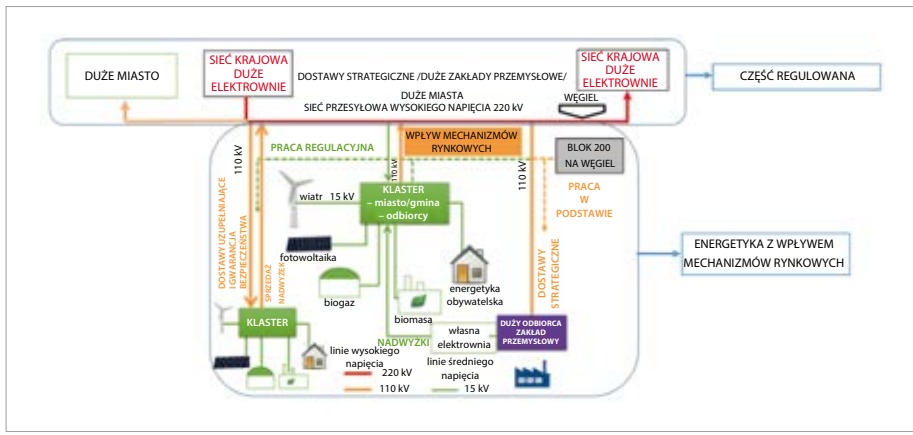 DUŻE MIASTO
SIEĆ KRAJOWA
DUŻE
ELEKTROWNIE
DOSTAWY STRATEGICZNE /DUŻE ZAKŁADY PRZEMYSŁOWE/
DUŻE MIASTA
SIEĆ PRZESYŁOWA WYSOKIEGO NAPIĘCIA 220 kV
WĘGIEL
SIEĆ KRAJOWA
DUŻE
ELEKTROWNIE
CZĘŚĆ REGULOWANA
110 kV
PRACA REGULACYJNA
110 kV
WPŁYW MECHANIZMÓW
RYNKOWYCH
110 kV
BLOK 200
NA WĘGIEL
PRACA
W
PODSTAWIE
wiatr 15 kV
KLASTER
– miasto/gmina
– odbiorcy
DOSTAWY UZUPEŁNIAJĄCE
I GWARANCJA
BEZPIECZEŃSTWA
SPRZEDAŻ
NADWYŻEK
fotowoltaika
biogaz
biomasa
energetyka
obywatelska
DOSTAWY
STRATEGICZNE
ENERGETYKA Z WPŁYWEM
MECHANIZMÓW RYNKOWYCH
KLASTER
NADWYŻKI
własna
elektrownia
DUŻY ODBIORCA
ZAKŁAD
PRZEMYSŁOWY
linie wysokiego
napięcia
220 kV
110 kV
linie średniego
napięcia
15 kV